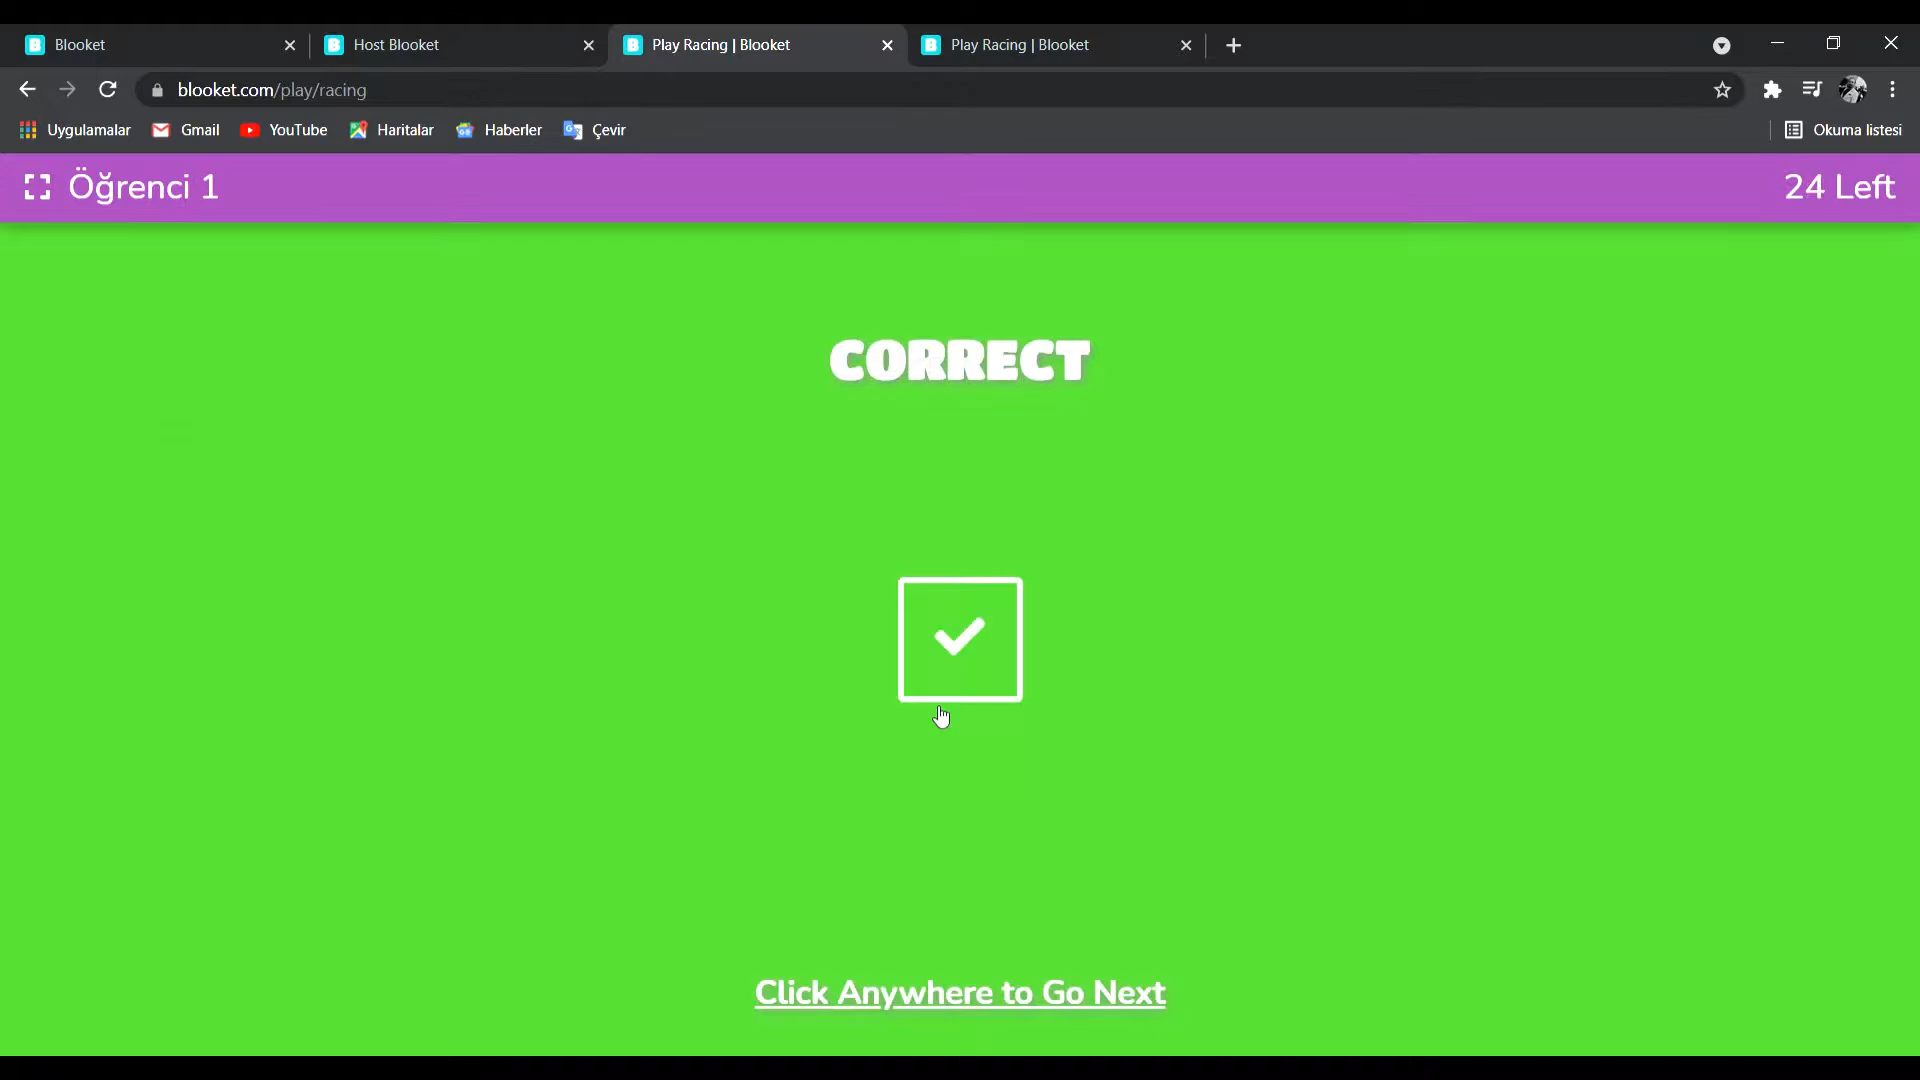 Blooket
Host Blooket
Play Racing | Blooket
Play Racing | Blooket
blooket.com/play/racing
Uygulamalar
Gmail
YouTube
Haritalar
Haberler
Çevir
Okuma listesi
Öğrenci 1
24 Left
CORRECT
Click Anywhere to Go Next